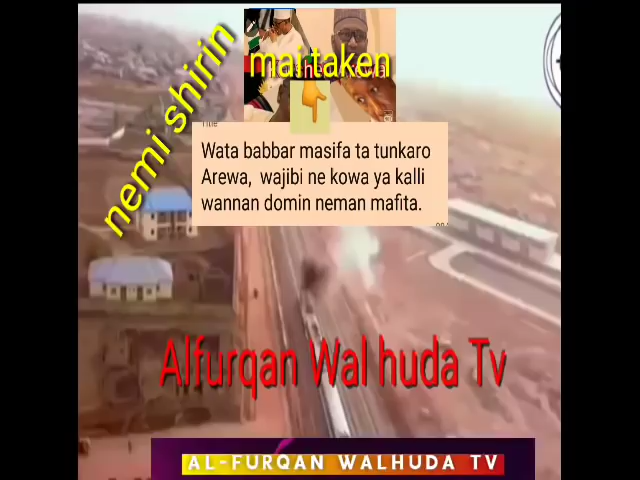 nemi shirin
mai taken
Title
Wata babbar masifa ta tunkaro
Arewa, wajibi ne kowa ya kalli
wannan domin neman mafita.
Alfurqan Wal huda Tv
AL-FURQAN WALHUDA TV